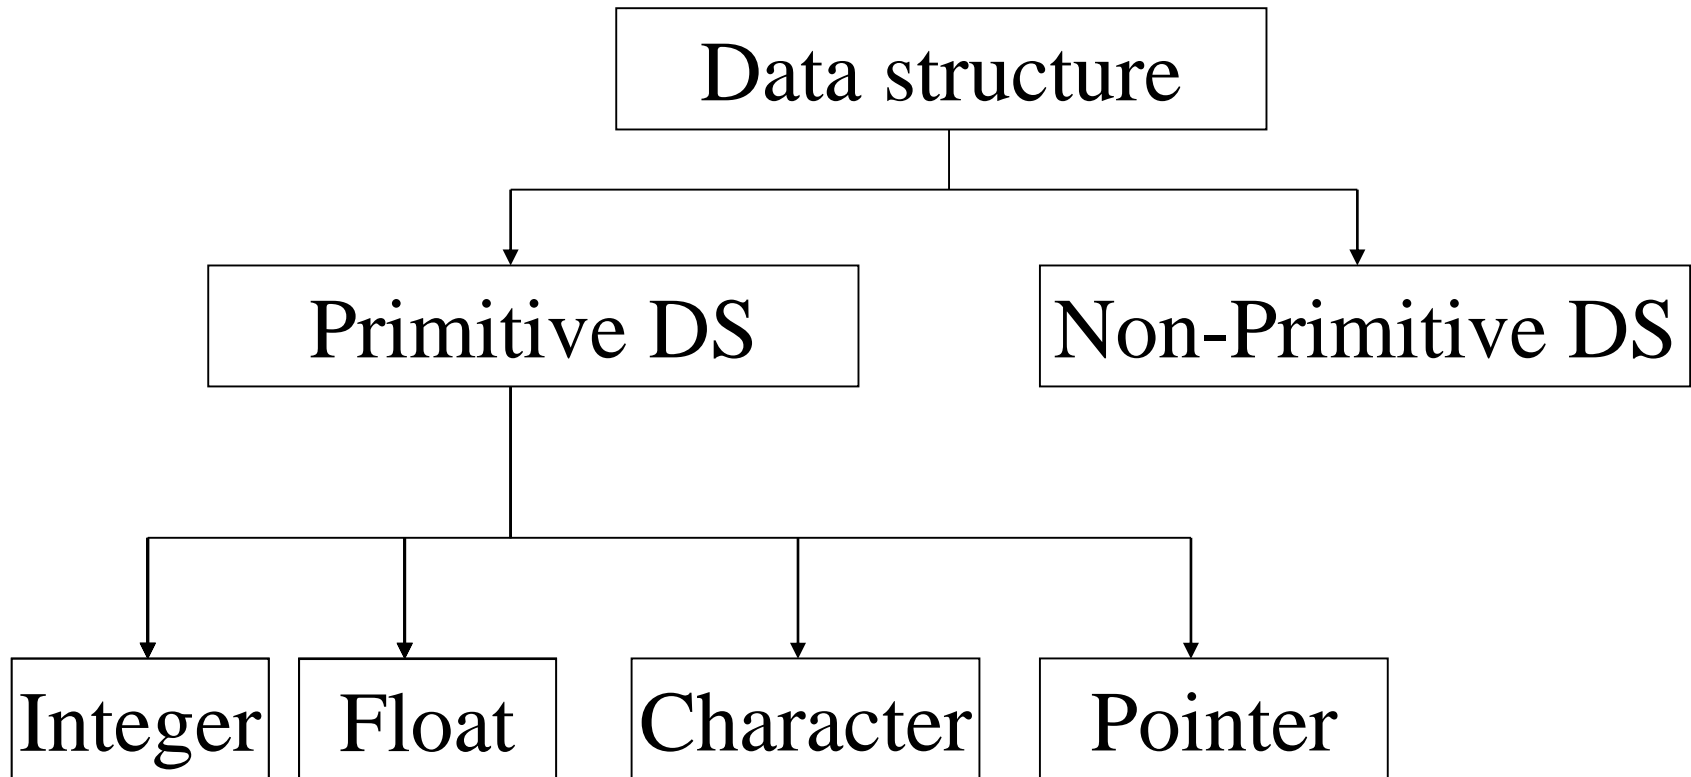 Data structure
Primitive DS
Non-Primitive DS
Integer
Float
Character
Pointer